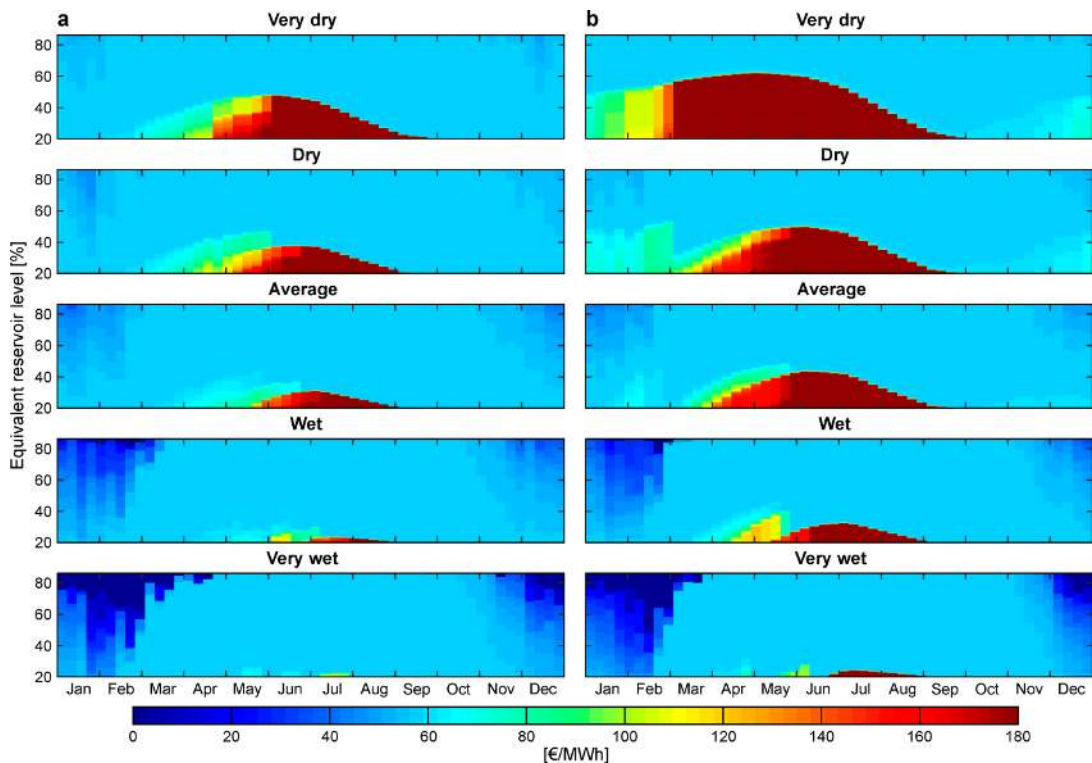 a Very dry
b Very dry
80
60
40
20
Dry
Dry
80
60
40
20
Average
Average
80
60
40
20
Equivalent reservoir level [%]
Wet
Wet
80
60
40
20
Very wet
Very wet
80
60
40
20
Jan Feb Mar Apr May Jun Jul Aug Sep Oct Nov Dec
Jan Feb Mar Apr May Jun Jul Aug Sep Oct Nov Dec
0 20 40 60 80 100 120 140 160 180
[€/MWh]